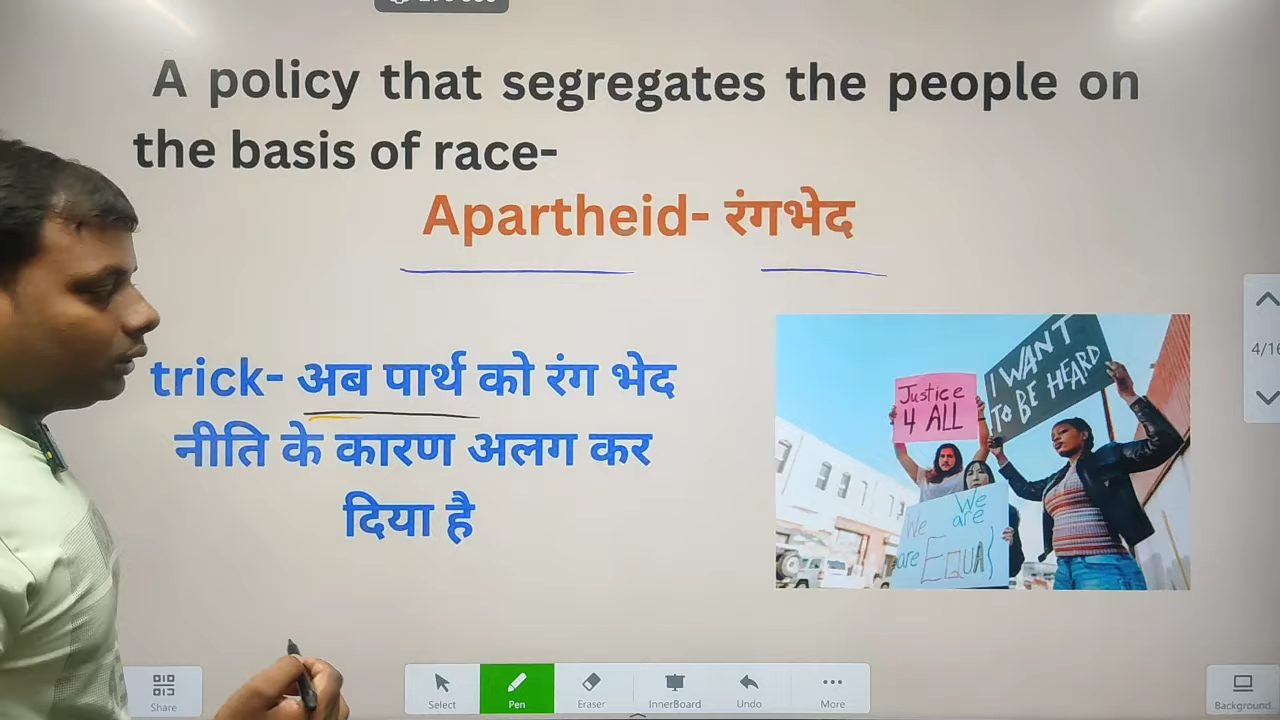 A policy that segregates the people on
the basis of race-
Apartheid- रंगभेद
trick- अब पार्थ को रंग भेद
नीति के कारण अलग कर
दिया है
Justice
4 ALL
I WANT
TO BE HEARD
We
are
We
are EQUAL
4/16
Share
Select
Pen
Eraser
InnerBoard
Undo
More
Background